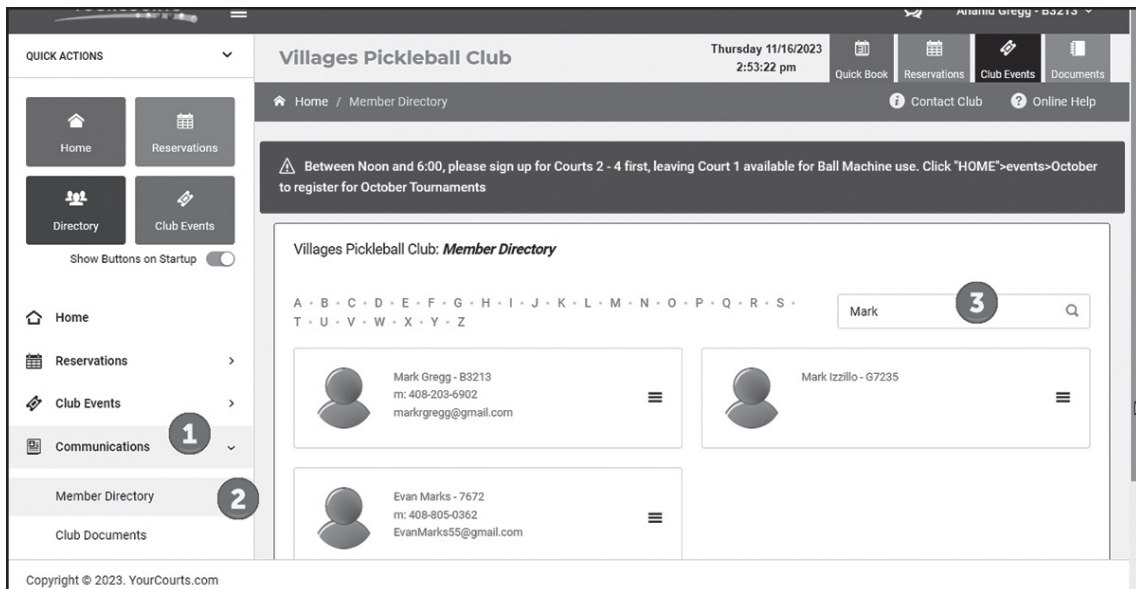 Ananid Gregg - B3213
QUICK ACTIONS
Home
Reservations
Directory
Club Events
Show Buttons on Startup
Home
Reservations
Club Events
Communications
1
Member Directory
2
Club Documents
Villages Pickleball Club
Thursday 11/16/2023
2:53:22 pm
Quick Book
Reservations
Club Events
Documents
Home / Member Directory
Contact Club
Online Help
Between Noon and 6:00, please sign up for Courts 2 - 4 first, leaving Court 1 available for Ball Machine use. Click "HOME">events>October
to register for October Tournaments
Villages Pickleball Club: Member Directory
A - B - C - D - E - F - G - H - I - J - K - L - M - N - O - P - Q - R - S -
T - U - V - W - X - Y - Z
Mark
3
Mark Gregg - B3213
m: 408-203-6902
markrgregg@gmail.com
Mark Izzillo - G7235
Evan Marks - 7672
m: 408-805-0362
EvanMarks55@gmail.com
Copyright © 2023. YourCourts.com